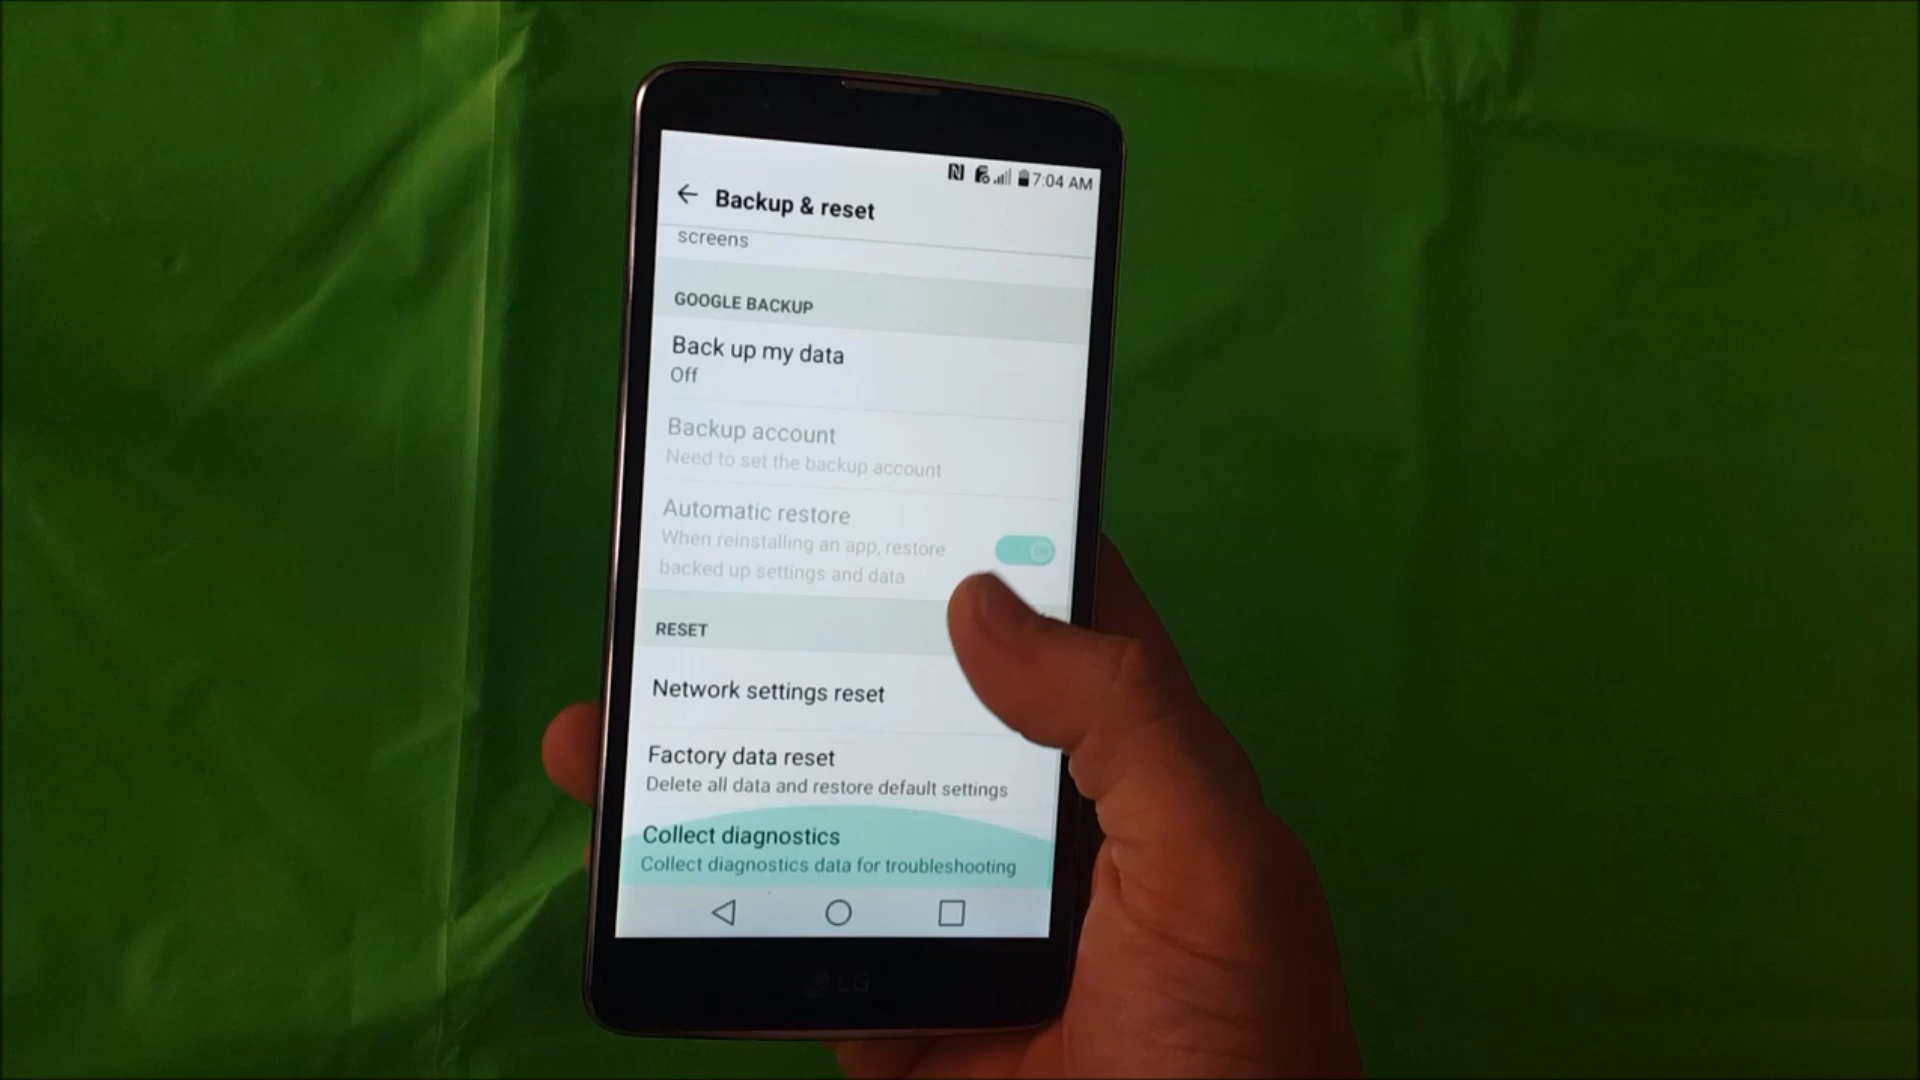 7:04 AM
Backup & reset
screens
GOOGLE BACKUP
Back up my data
Off
Backup account
Need to set the backup account
Automatic restore
When reinstalling an app, restore
backed up settings and data
RESET
Network settings reset
Factory data reset
Delete all data and restore default settings
Collect diagnostics
Collect diagnostics data for troubleshooting
LG